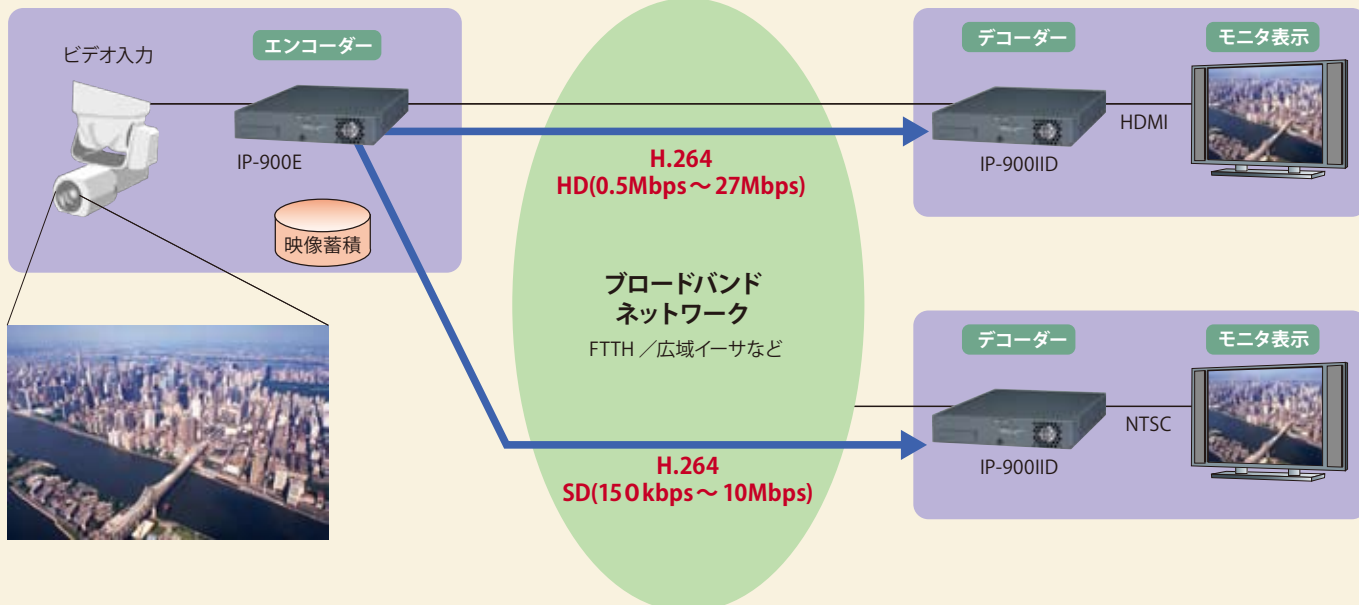 ビデオ入力
エンコーダー
IP-900E
映像蓄積
H.264
HD(0.5Mbps～27Mbps)
ブロードバンド
ネットワーク
FTTH／広域イーサなど
H.264
SD(150kbps～10Mbps)
デコーダー
モニタ表示
HDMI
IP-900IID
デコーダー
モニタ表示
NTSC
IP-900IID